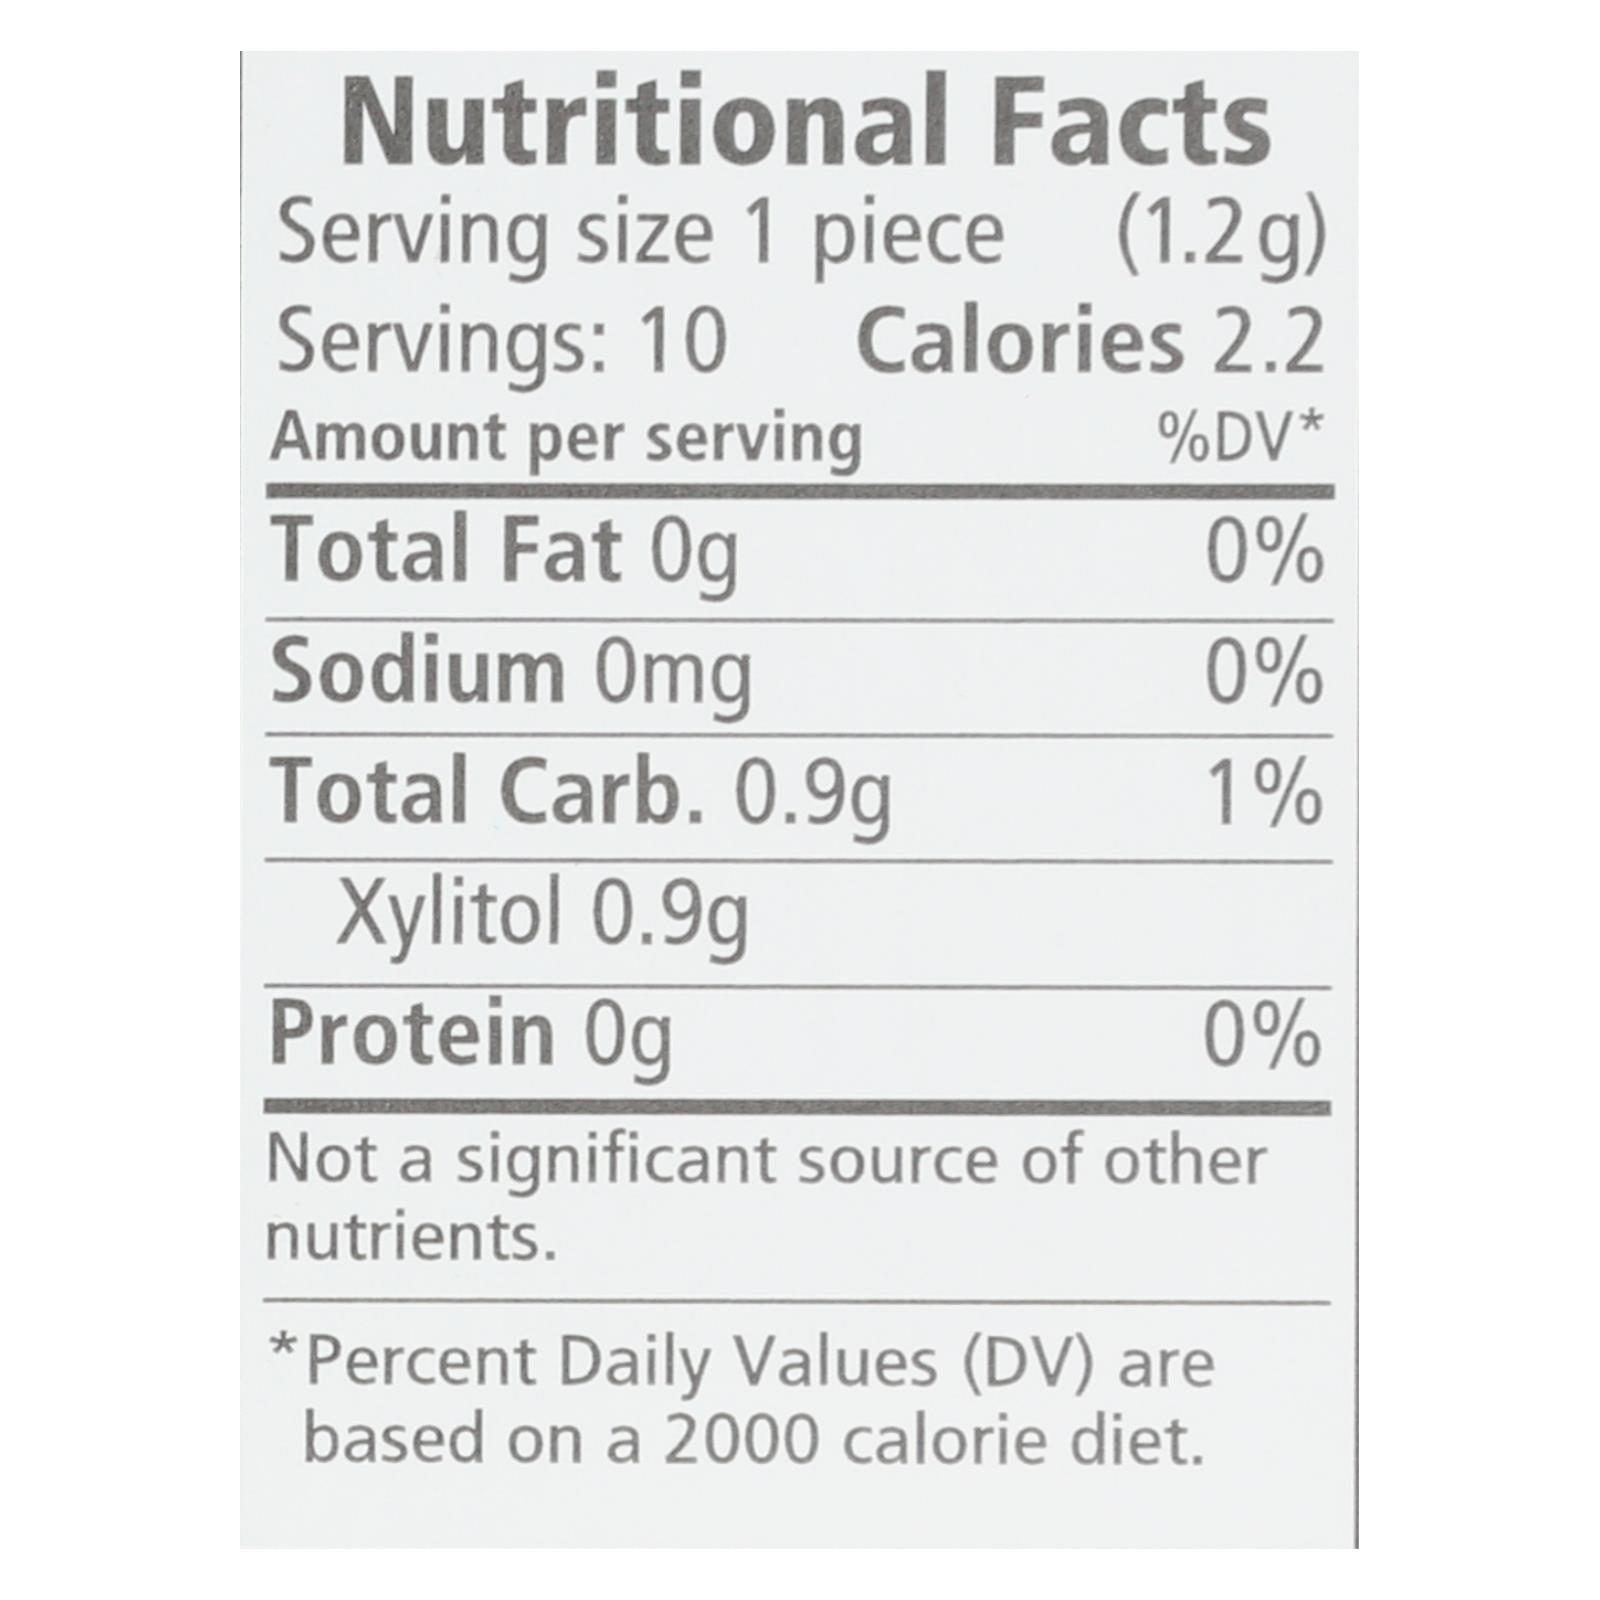 Nutritional Facts
Serving size 1 piece (1.2g)
Servings: 10 Calories 2.2
Amount per serving %DV*
Total Fat 0g 0%
Sodium 0mg 0%
Total Carb. 0.9g 1%
Xylitol 0.9g
Protein 0g 0%
Not a significant source of other
nutrients.
*Percent Daily Values (DV) are
based on a 2000 calorie diet.